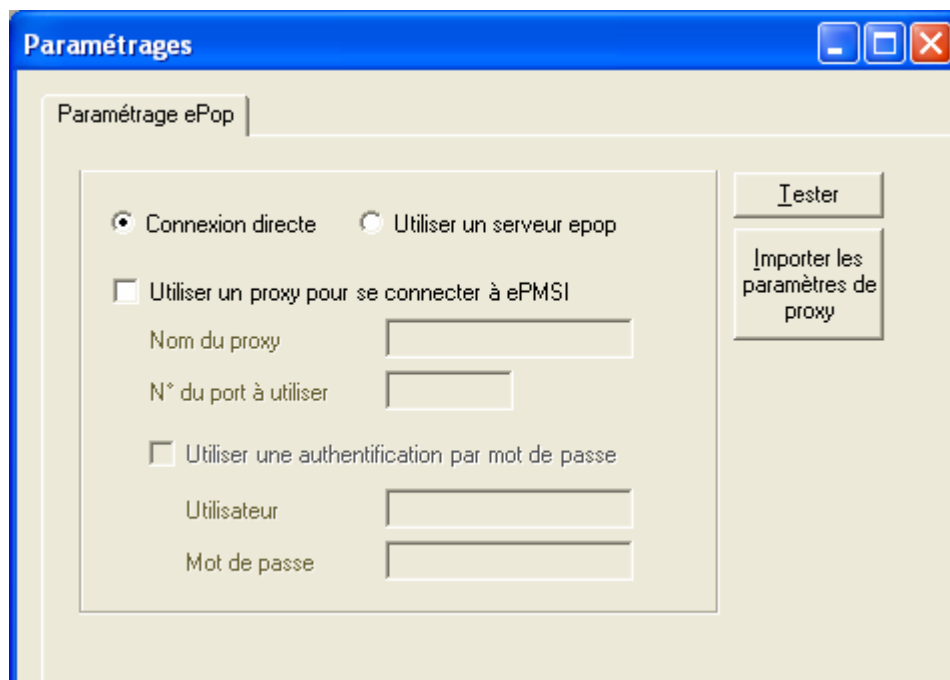 Paramétrages
Paramétrage ePop
Connexion directe
Utiliser un serveur epop
Tester
Importer les
paramètres de
proxy
Utiliser un proxy pour se connecter à ePMSI
Nom du proxy
N° du port à utiliser
Utiliser une authentification par mot de passe
Utilisateur
Mot de passe